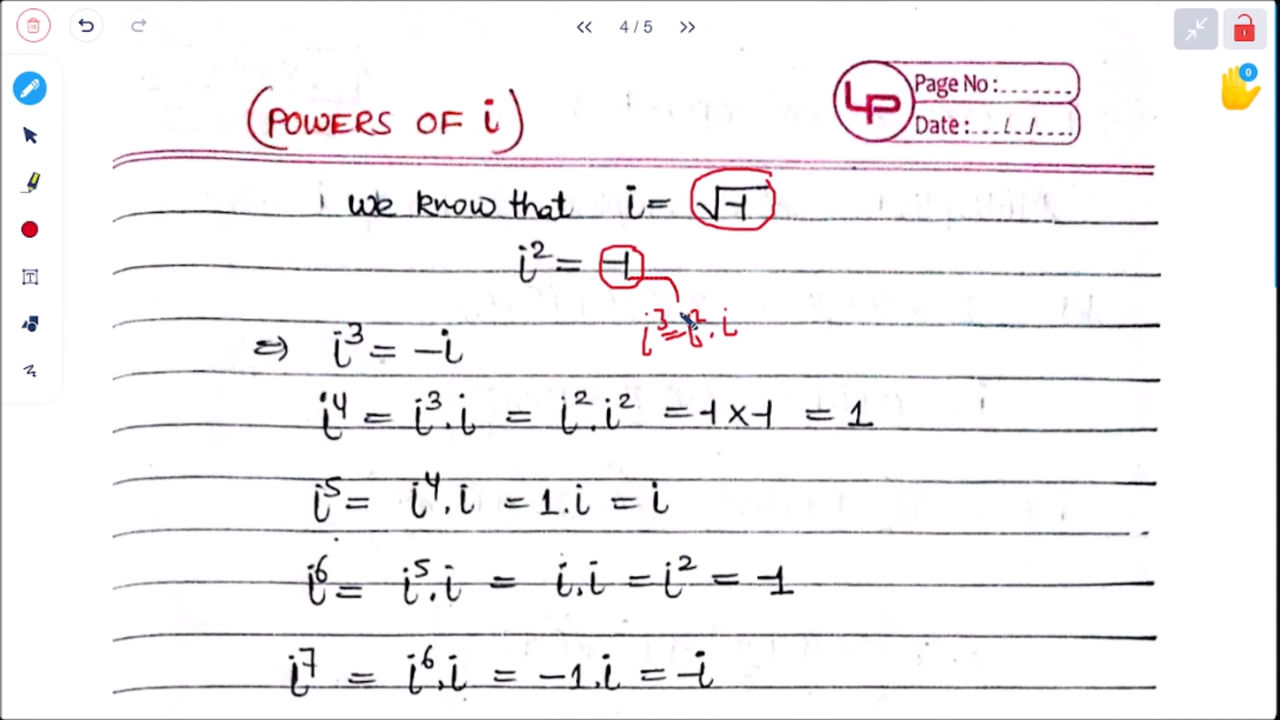 4 / 5
0
(POWERS OF i)
LP
Page No : .......
Date : ... / .. / ....
we know that i = √-1
i² = -1
i³ = i² . i
⇒ i³ = -i
i⁴ = i³ . i = i² . i² = -1 x -1 = 1
i⁵ = i⁴ . i = 1 . i = i
i⁶ = i⁵ . i = i . i = i² = -1
i⁷ = i⁶ . i = -1 . i = -i